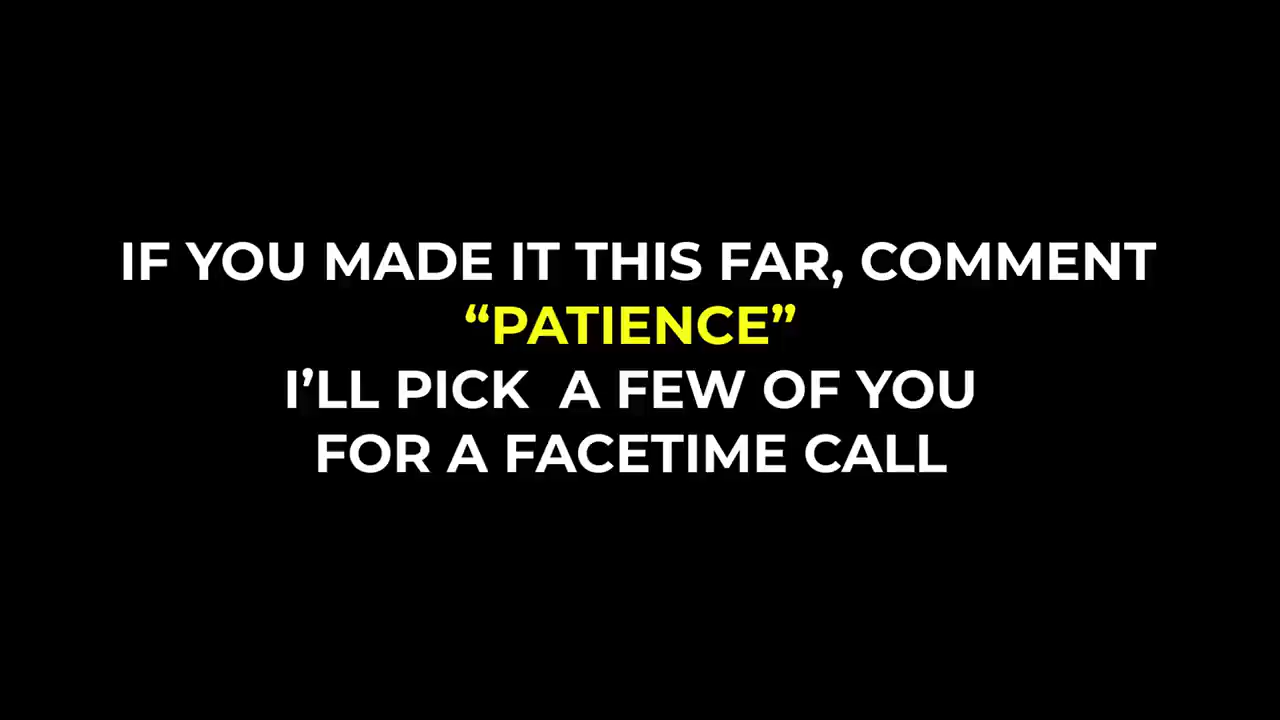 IF YOU MADE IT THIS FAR, COMMENT
“PATIENCE”
I’LL PICK  A FEW OF YOU
FOR A FACETIME CALL